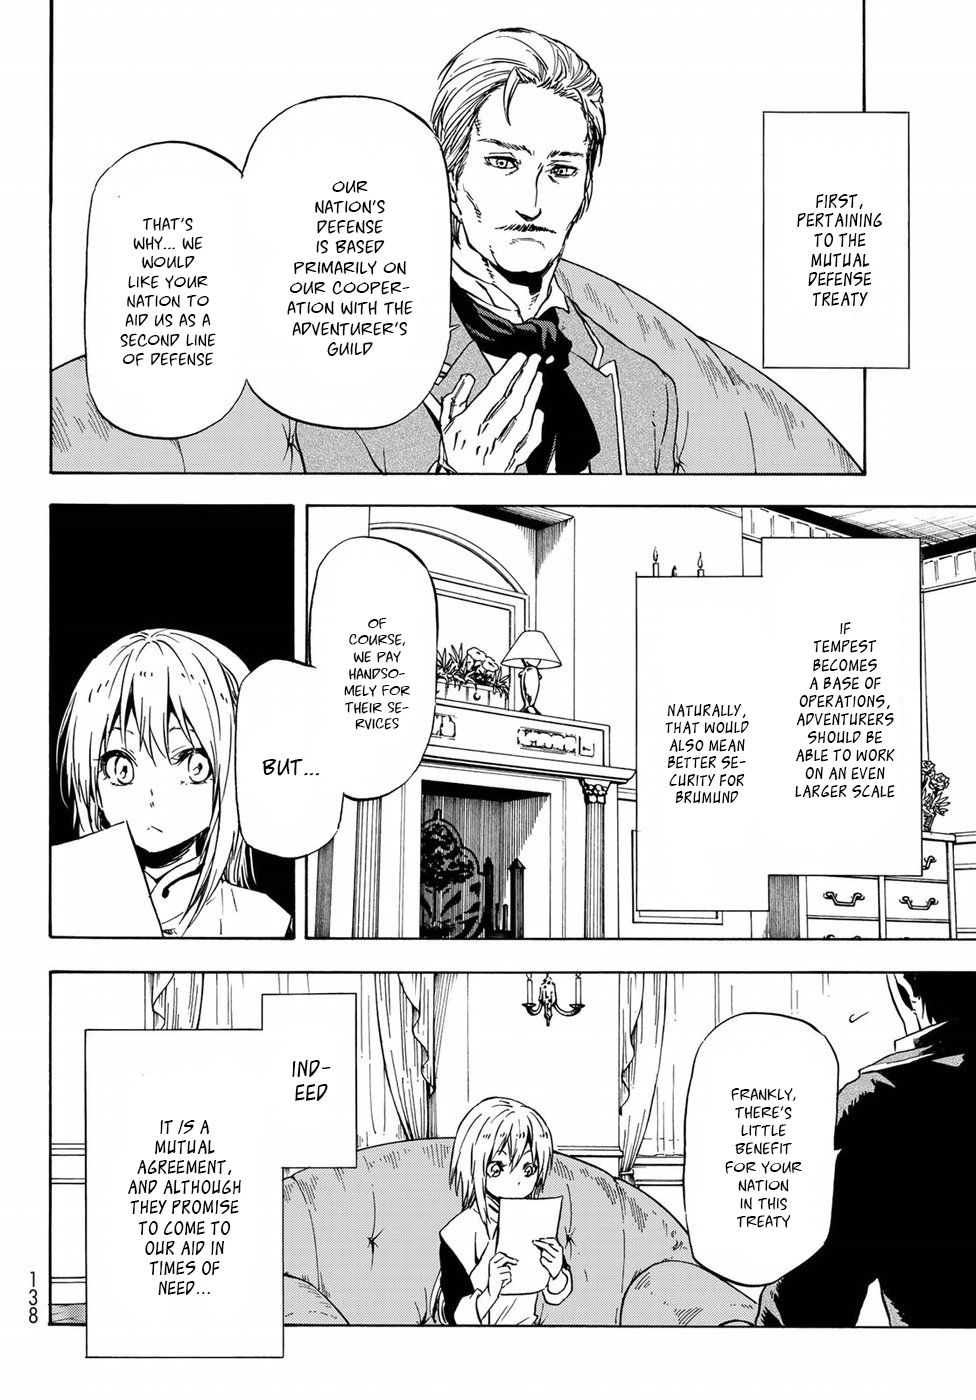 FIRST,
PERTAINING
TO THE
MUTUAL
DEFENSE
TREATY
OUR
NATION'S
DEFENSE
IS BASED
PRIMARILY ON
OUR COOPER-
ATION WITH THE
ADVENTURER'S
GUILD
THAT'S
WHY... WE
WOULD
LIKE YOUR
NATION TO
AID US AS A
SECOND LINE
OF DEFENSE
IF
TEMPEST
BECOMES
A BASE OF
OPERATIONS,
ADVENTURERS
SHOULD BE
ABLE TO WORK
ON AN EVEN
LARGER SCALE
NATURALLY,
THAT WOULD
ALSO MEAN
BETTER SE-
CURITY FOR
BRUMUND
OF
COURSE,
WE PAY
HANDSO-
MELY FOR
THEIR SE-
RVICES
BUT...
FRANKLY,
THERE'S
LITTLE
BENEFIT
FOR YOUR
NATION
IN THIS
TREATY
IND-
EED
IT IS A
MUTUAL
AGREEMENT,
AND ALTHOUGH
THEY PROMISE
TO COME TO
OUR AID IN
TIMES OF
NEED...
138